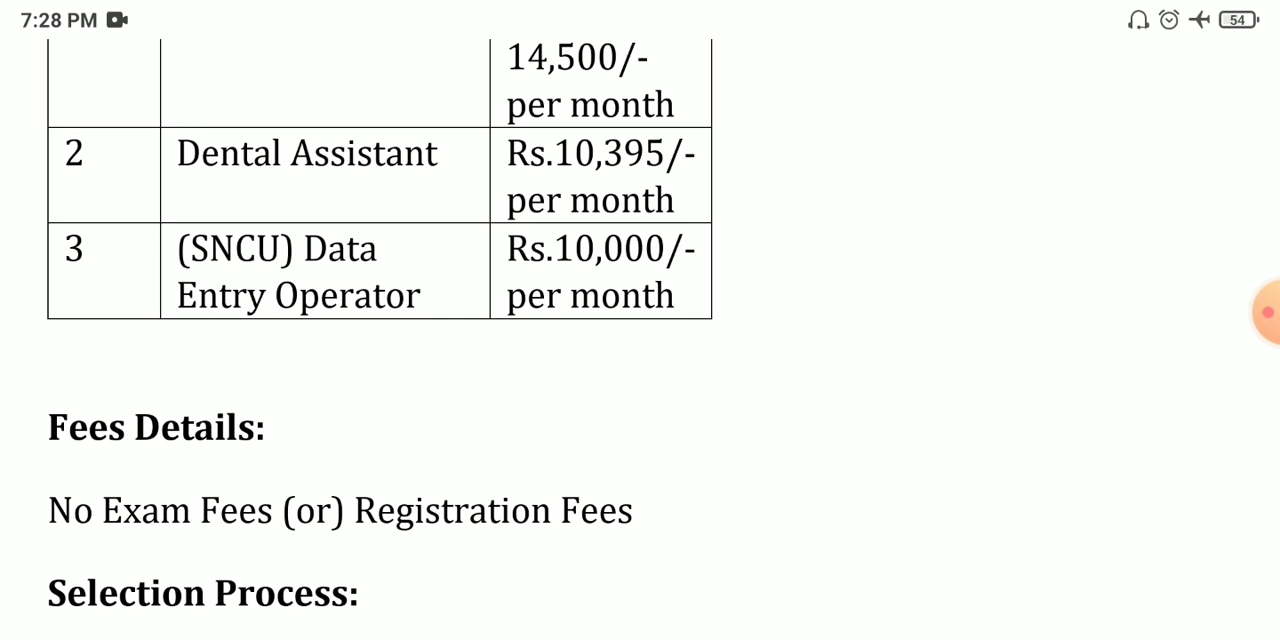 7:28 PM
54
14,500/-
per month
2 Dental Assistant Rs.10,395/-
per month
3 (SNCU) Data Rs.10,000/-
Entry Operator per month
Fees Details:
No Exam Fees (or) Registration Fees
Selection Process: